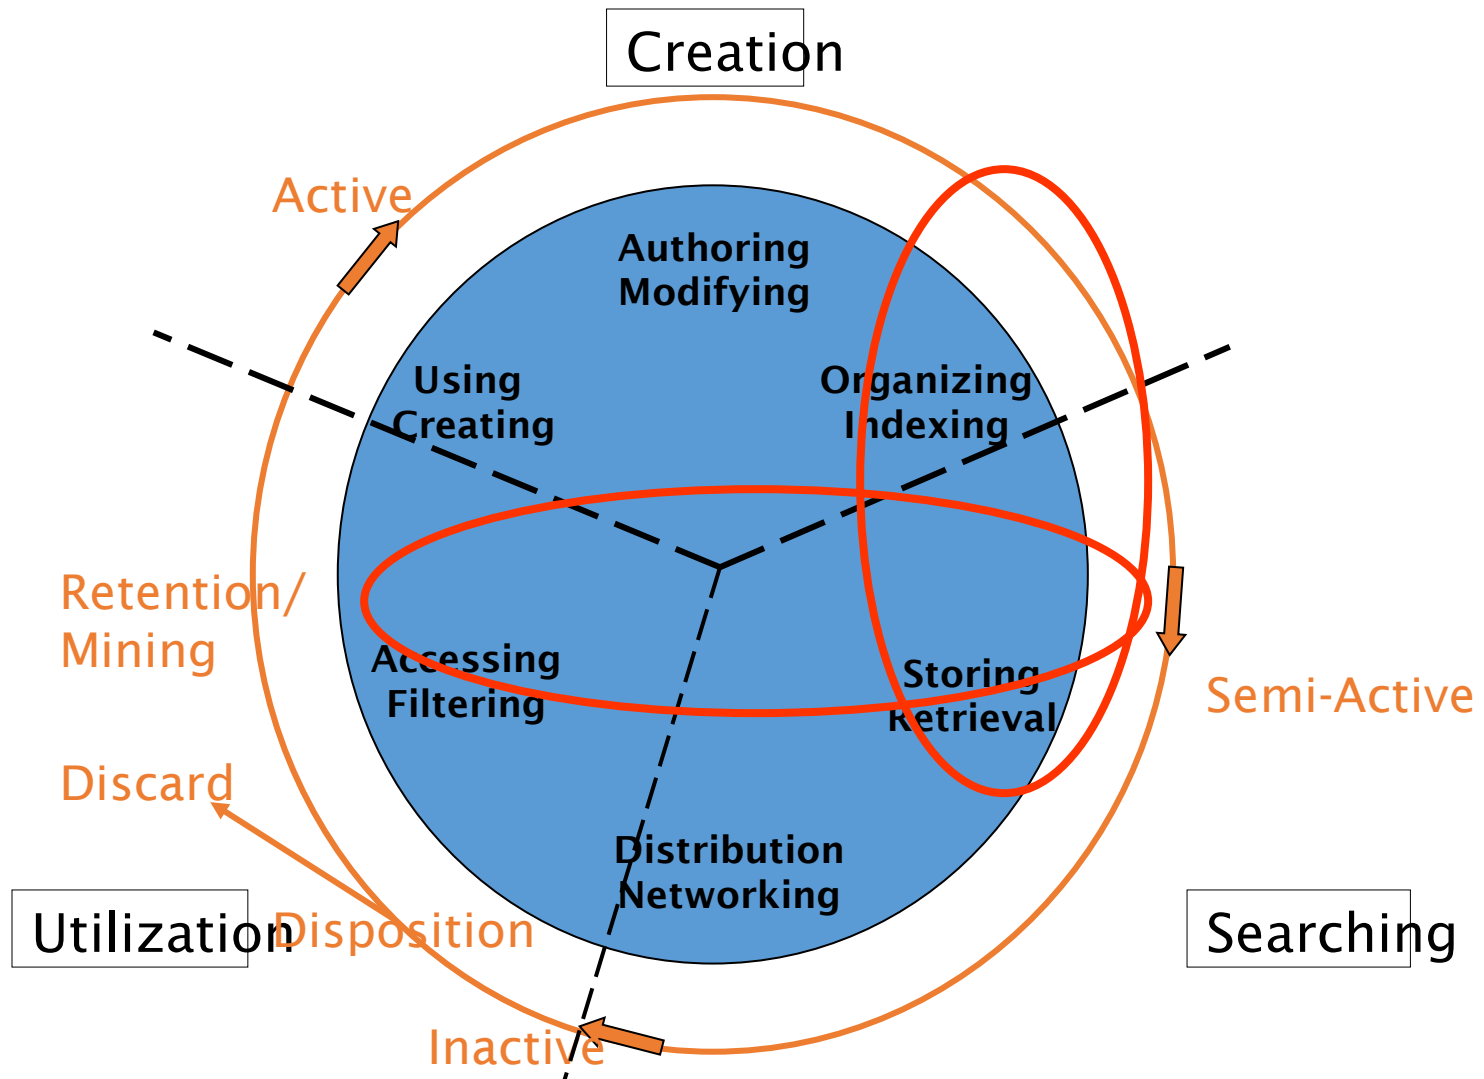 Creation
Active
Authoring
Modifying
Using
Creating
Organizing
Indexing
Retention/
Mining
Accessing
Filtering
Storing
Retrieval
Semi-Active
Discard
Distribution
Networking
Utilization
Disposition
Searching
Inactive